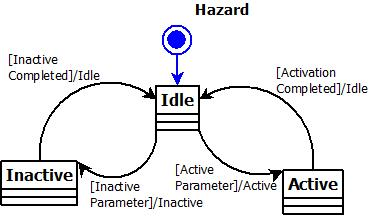 Hazard
[Inactive
Completed]/Idle
[Activation
Completed]/Idle
Idle
Inactive
[Inactive
Parameter]/Inactive
[Active
Parameter]/Active
Active